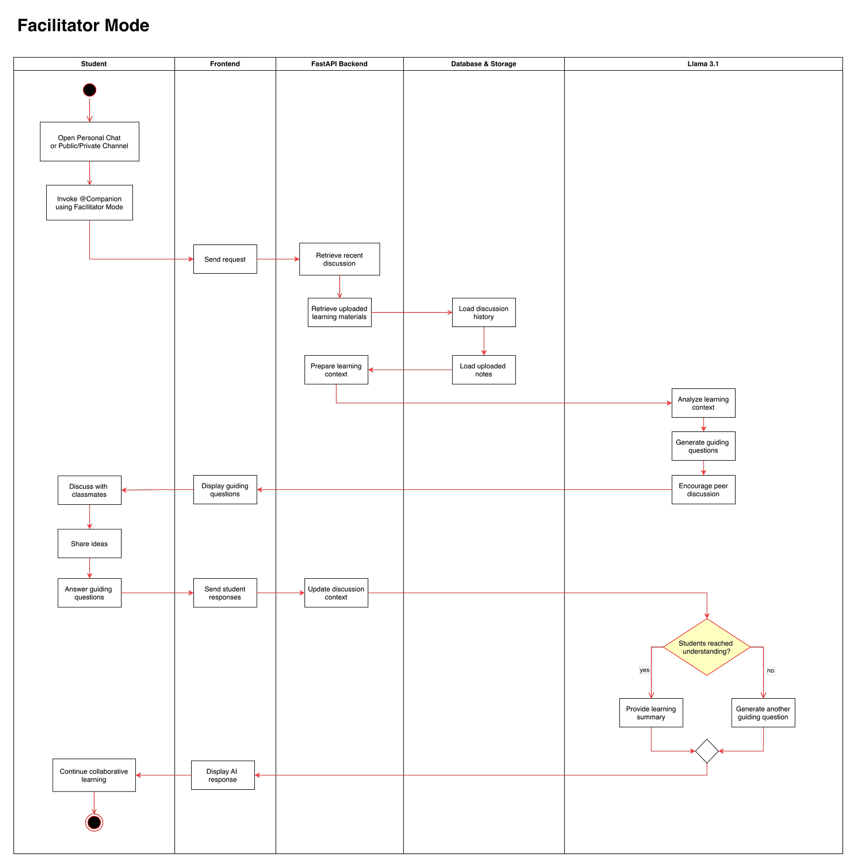 Facilitator Mode
Student
Frontend
FastAPI Backend
Database & Storage
Llama 3.1
Open Personal Chat
or Public/Private Channel
Invoke @Companion
using Facilitator Mode
Send request
Retrieve recent
discussion
Retrieve uploaded
learning materials
Load discussion
history
Prepare learning
context
Load uploaded
notes
Analyze learning
context
Generate guiding
questions
Discuss with
classmates
Display guiding
questions
Encourage peer
discussion
Share ideas
Answer guiding
questions
Send student
responses
Update discussion
context
Students reached
understanding?
yes
no
Provide learning
summary
Generate another
guiding question
Continue collaborative
learning
Display AI
response